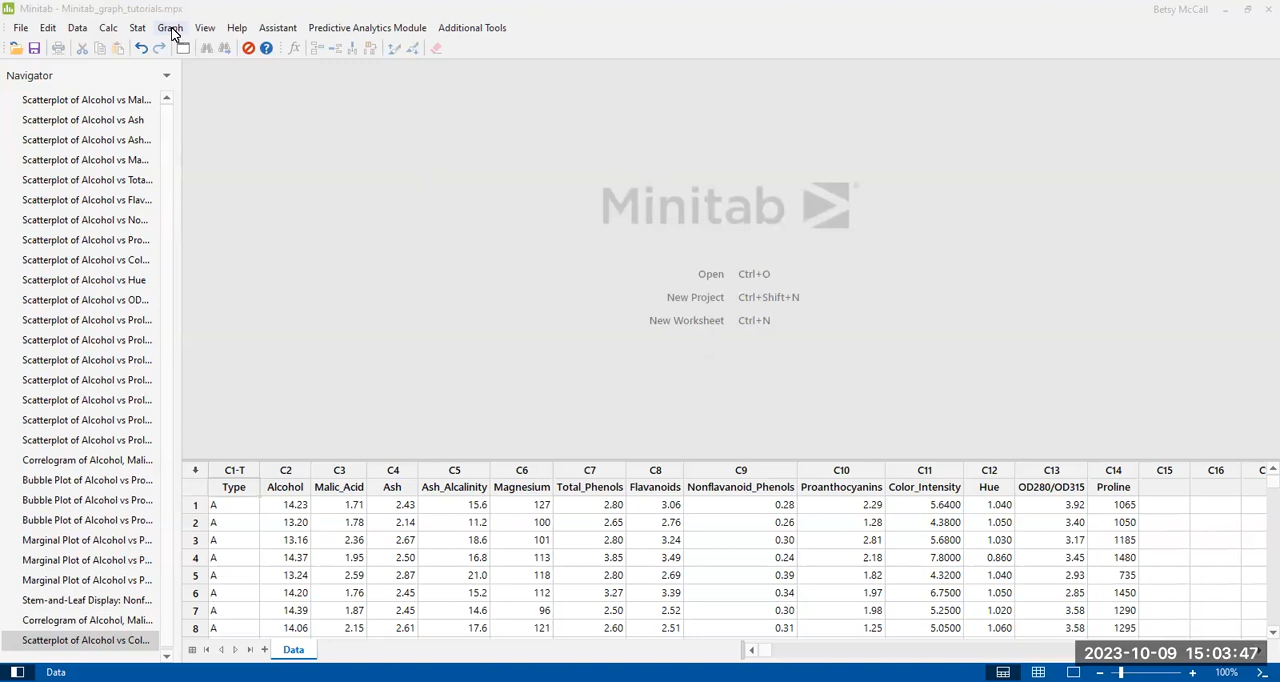 Minitab - Minitab_graph_tutorials.mpx
Betsy McCall
File Edit Data Calc Stat Graph View Help Assistant Predictive Analytics Module Additional Tools
Navigator
Scatterplot of Alcohol vs Mal...
Scatterplot of Alcohol vs Ash
Scatterplot of Alcohol vs Ash...
Scatterplot of Alcohol vs Ma...
Scatterplot of Alcohol vs Tota...
Scatterplot of Alcohol vs Flav...
Scatterplot of Alcohol vs No...
Scatterplot of Alcohol vs Pro...
Scatterplot of Alcohol vs Col...
Scatterplot of Alcohol vs Hue
Scatterplot of Alcohol vs OD...
Scatterplot of Alcohol vs Prol...
Scatterplot of Alcohol vs Prol...
Scatterplot of Alcohol vs Prol...
Scatterplot of Alcohol vs Prol...
Scatterplot of Alcohol vs Prol...
Scatterplot of Alcohol vs Prol...
Scatterplot of Alcohol vs Prol...
Correlogram of Alcohol, Mali...
Bubble Plot of Alcohol vs Pro...
Bubble Plot of Alcohol vs Pro...
Bubble Plot of Alcohol vs Pro...
Marginal Plot of Alcohol vs P...
Marginal Plot of Alcohol vs P...
Marginal Plot of Alcohol vs P...
Stem-and-Leaf Display: Nonf...
Correlogram of Alcohol, Mali...
Scatterplot of Alcohol vs Col...
Minitab
Open Ctrl+O
New Project Ctrl+Shift+N
New Worksheet Ctrl+N
C1-T C2 C3 C4 C5 C6 C7 C8 C9 C10 C11 C12 C13 C14 C15 C16 C
Type Alcohol Malic_Acid Ash Ash_Alcalinity Magnesium Total_Phenols Flavanoids Nonflavanoid_Phenols Proanthocyanins Color_Intensity Hue OD280/OD315 Proline
1 A 14.23 1.71 2.43 15.6 127 2.80 3.06 0.28 2.29 5.6400 1.040 3.92 1065
2 A 13.20 1.78 2.14 11.2 100 2.65 2.76 0.26 1.28 4.3800 1.050 3.40 1050
3 A 13.16 2.36 2.67 18.6 101 2.80 3.24 0.30 2.81 5.6800 1.030 3.17 1185
4 A 14.37 1.95 2.50 16.8 113 3.85 3.49 0.24 2.18 7.8000 0.860 3.45 1480
5 A 13.24 2.59 2.87 21.0 118 2.80 2.69 0.39 1.82 4.3200 1.040 2.93 735
6 A 14.20 1.76 2.45 15.2 112 3.27 3.39 0.34 1.97 6.7500 1.050 2.85 1450
7 A 14.39 1.87 2.45 14.6 96 2.50 2.52 0.30 1.98 5.2500 1.020 3.58 1290
8 A 14.06 2.15 2.61 17.6 121 2.60 2.51 0.31 1.25 5.0500 1.060 3.58 1295
Data
2023-10-09 15:03:47
Data
100%